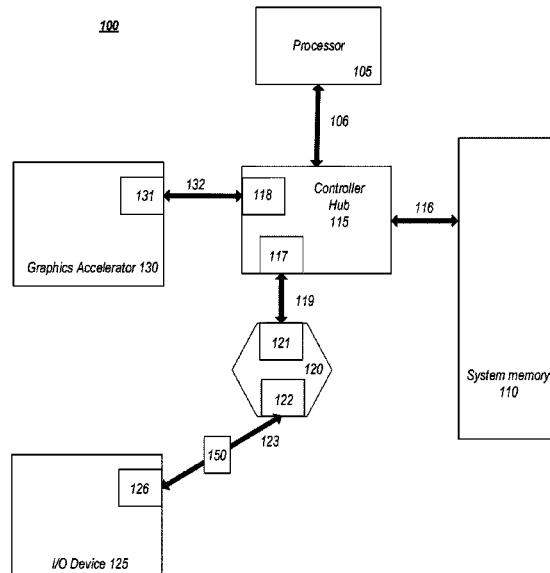 100
Processor
105
106
131
132
118
Controller
Hub
115
116
117
Graphics Accelerator 130
119
121
120
122
System memory
110
123
150
126
I/O Device 125